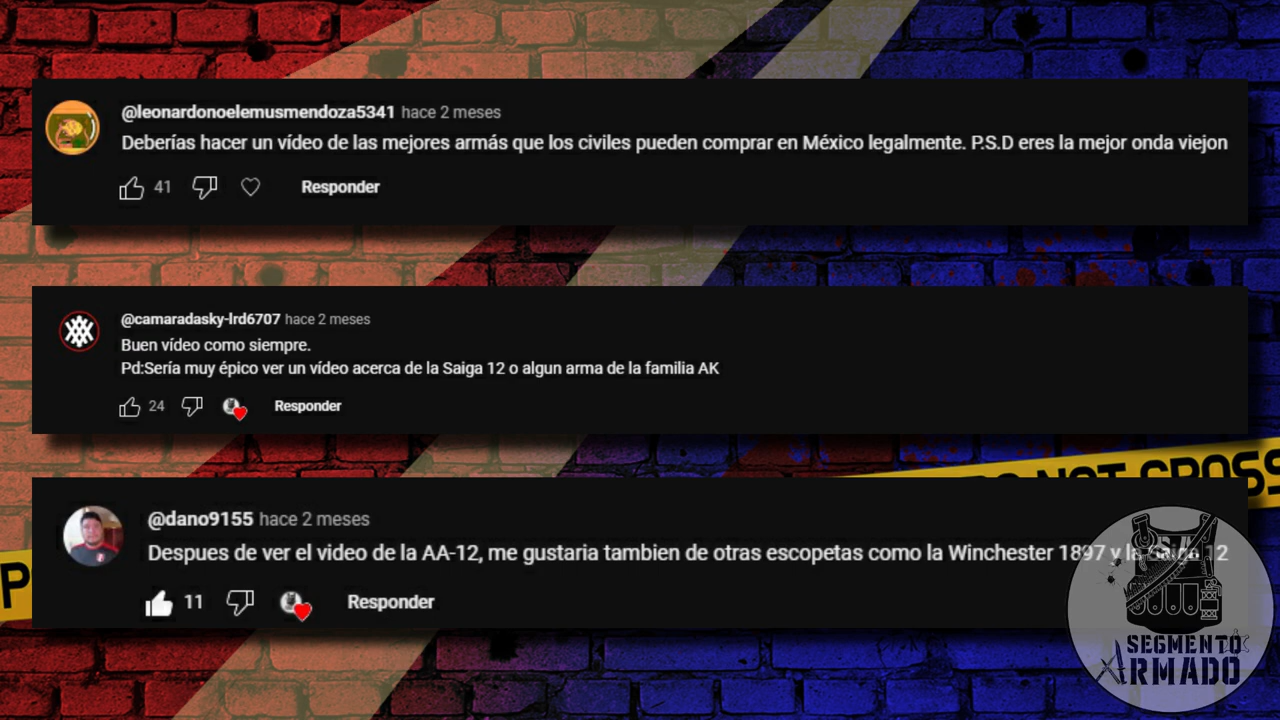 @leonardonoelemusmendoza5341 hace 2 meses
Deberías hacer un vídeo de las mejores armás que los civiles pueden comprar en México legalmente. P.S.D eres la mejor onda viejon
41 Responder
@camaradasky-lrd6707 hace 2 meses
Buen vídeo como siempre.
Pd:Sería muy épico ver un vídeo acerca de la Saiga 12 o algun arma de la familia AK
24 Responder
NOT CROSS
@dano9155 hace 2 meses
Despues de ver el video de la AA-12, me gustaria tambien de otras escopetas como la Winchester 1897 y la Saiga 12
11 Responder
P
SEGMENTO
ARMADO